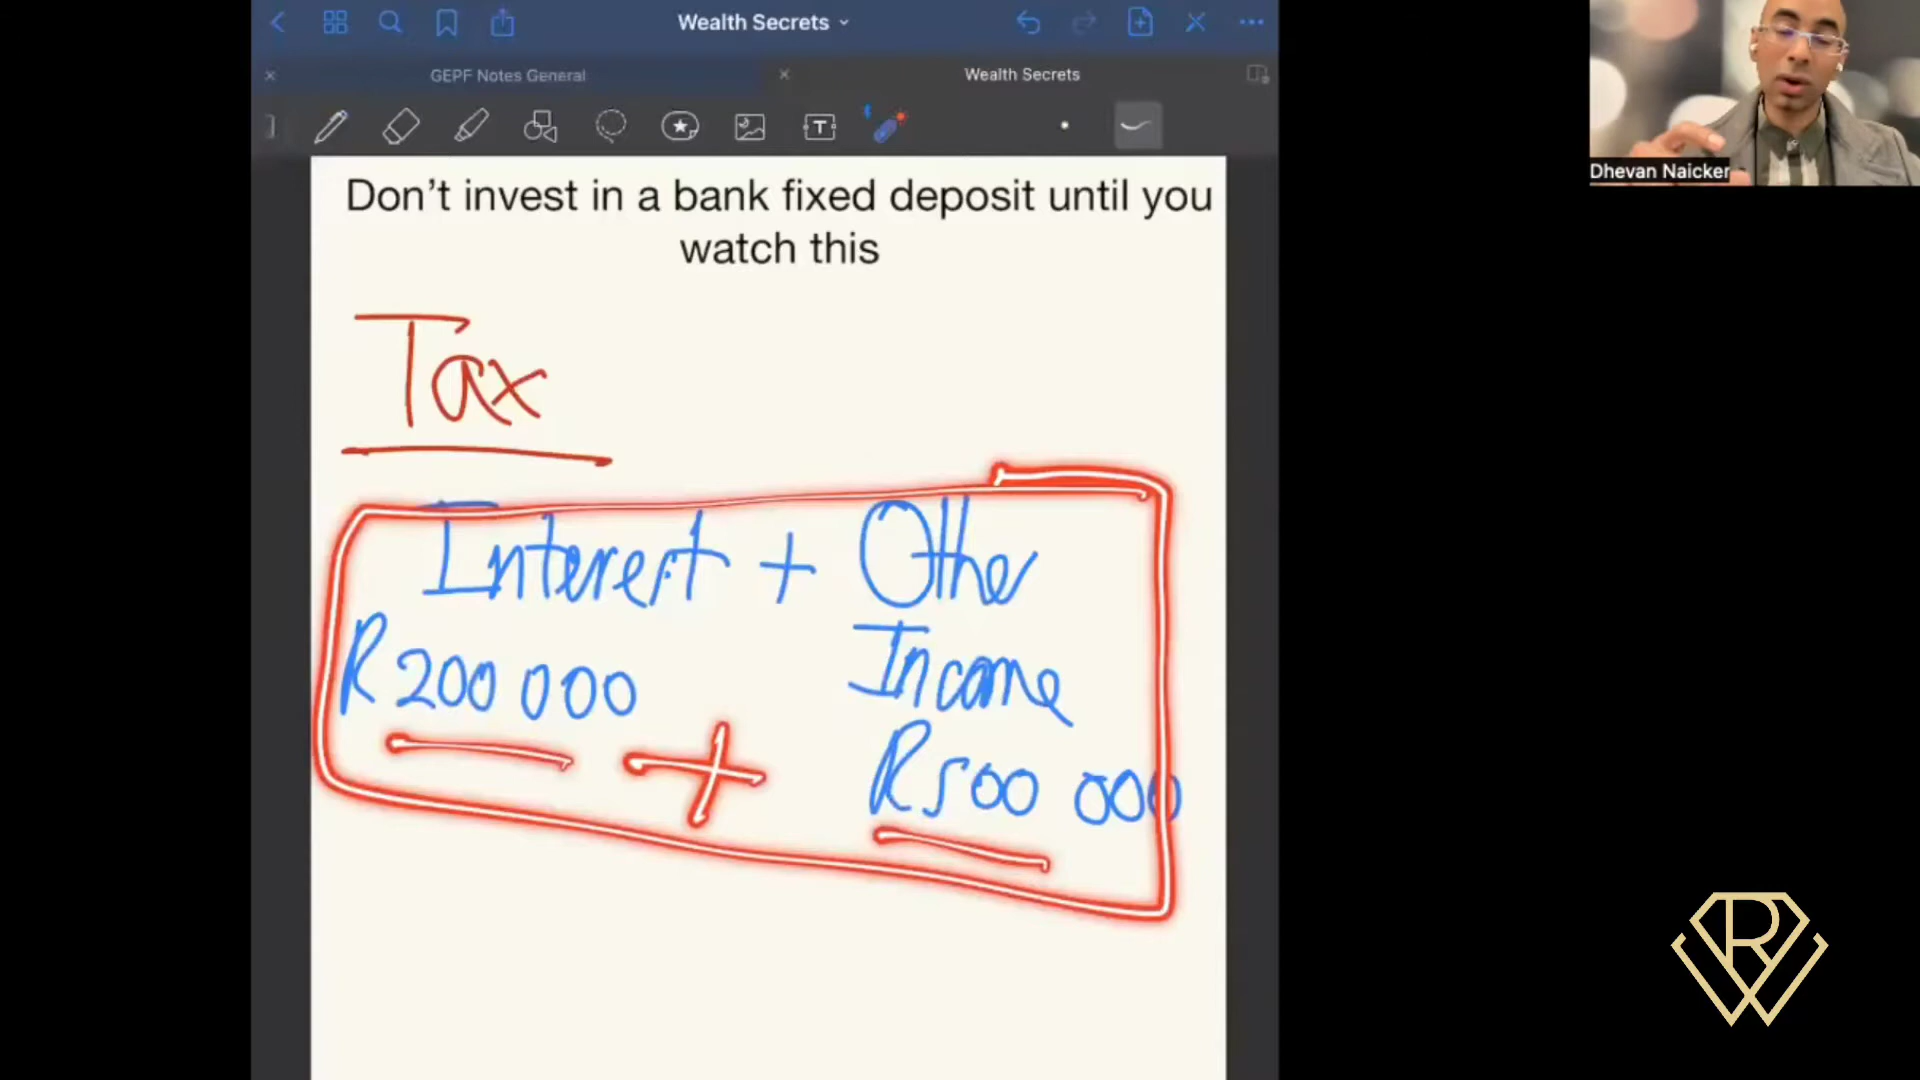 Wealth Secrets
GEPF Notes General
Wealth Secrets
Dhevan Naicker
Don't invest in a bank fixed deposit until you
watch this
Tax
Interest + Other
Income
R200 000
+
R500 000